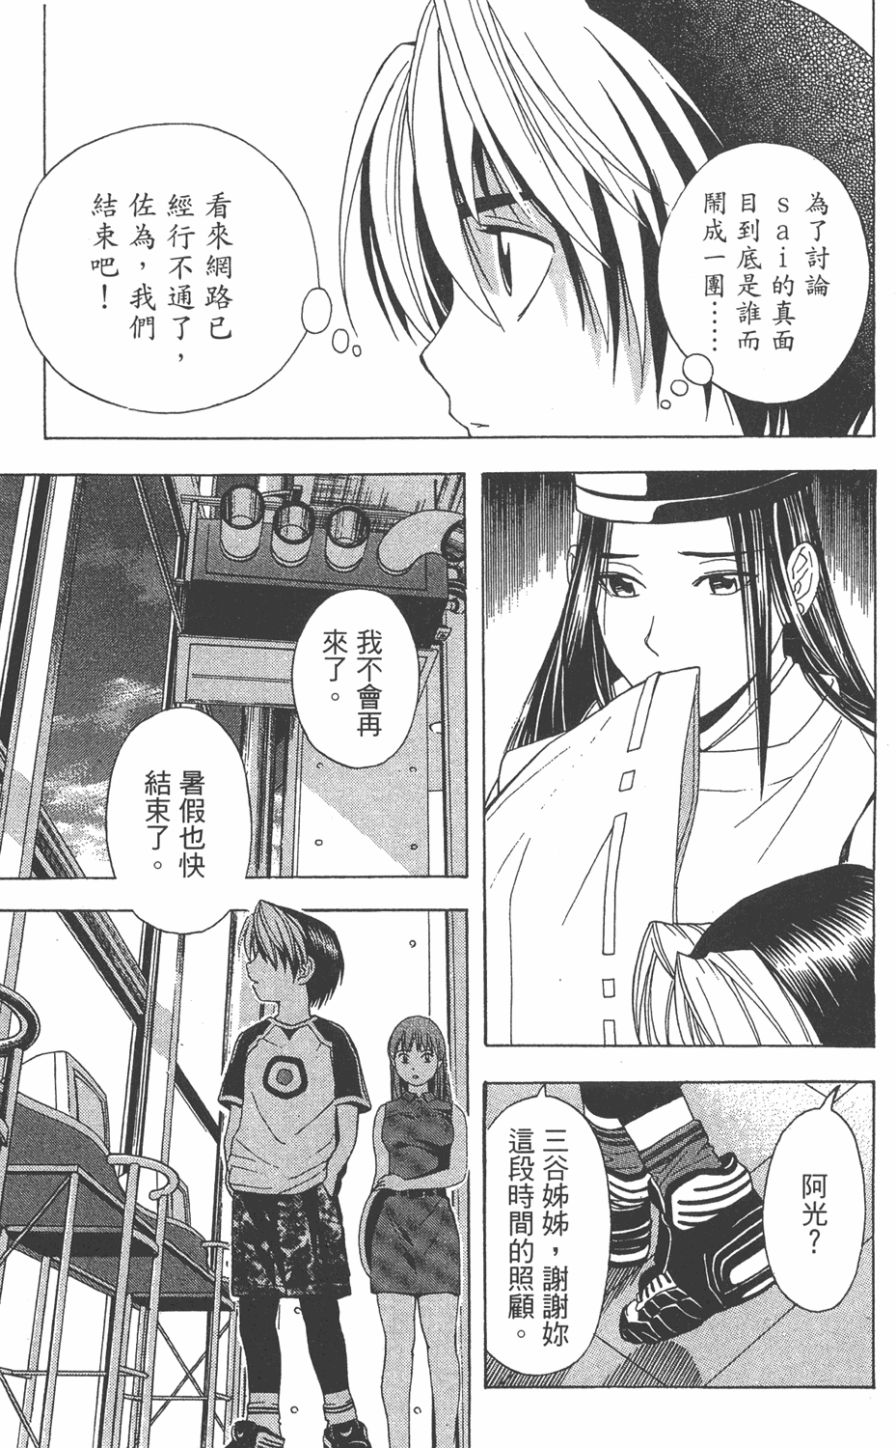 為了討論
sai的真面
目到底是誰而
鬧成一團……
看來網路已
經行不通了，
佐為，我們
結束吧！
阿光？
三谷姊姊，謝謝妳
這段時間的照顧。
我不會再
來了。
暑假也快
結束了。